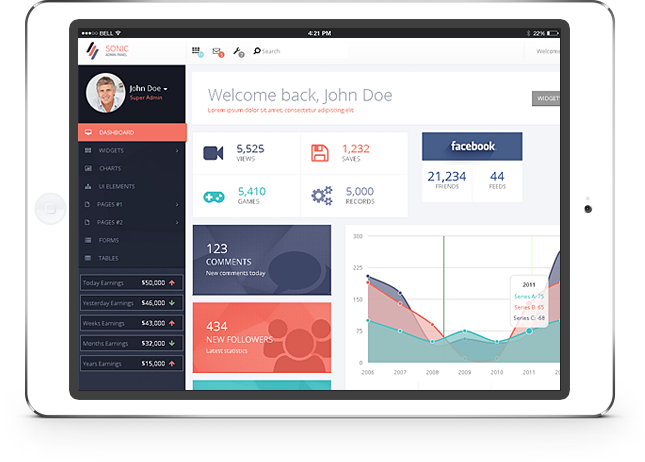 ●●●○○ BELL
4:21 PM
22%
SONIC
ADMIN PANEL
Search
Welcome
John Doe
Super Admin
Welcome back, John Doe
Lorem ipsum dolor sit amet, consectetur adipiscing elit
WIDGET
DASHBOARD
WIDGETS
CHARTS
UI ELEMENTS
PAGES #1
PAGES #2
FORMS
TABLES
Today Earnings $50,000
Yesterday Earnings $46,000
Weeks Earnings $43,000
Months Earnings $32,000
Years Earnings $15,000
5,525
VIEWS
1,232
SAVES
5,410
GAMES
5,000
RECORDS
facebook
21,234
FRIENDS
44
FEEDS
123
COMMENTS
New comments today
434
NEW FOLLOWERS
Latest statistics
300
225
150
75
0
2006 2007 2008 2009 2010 2011 20
2011
Series A: 75
Series B: 65
Series C: -68